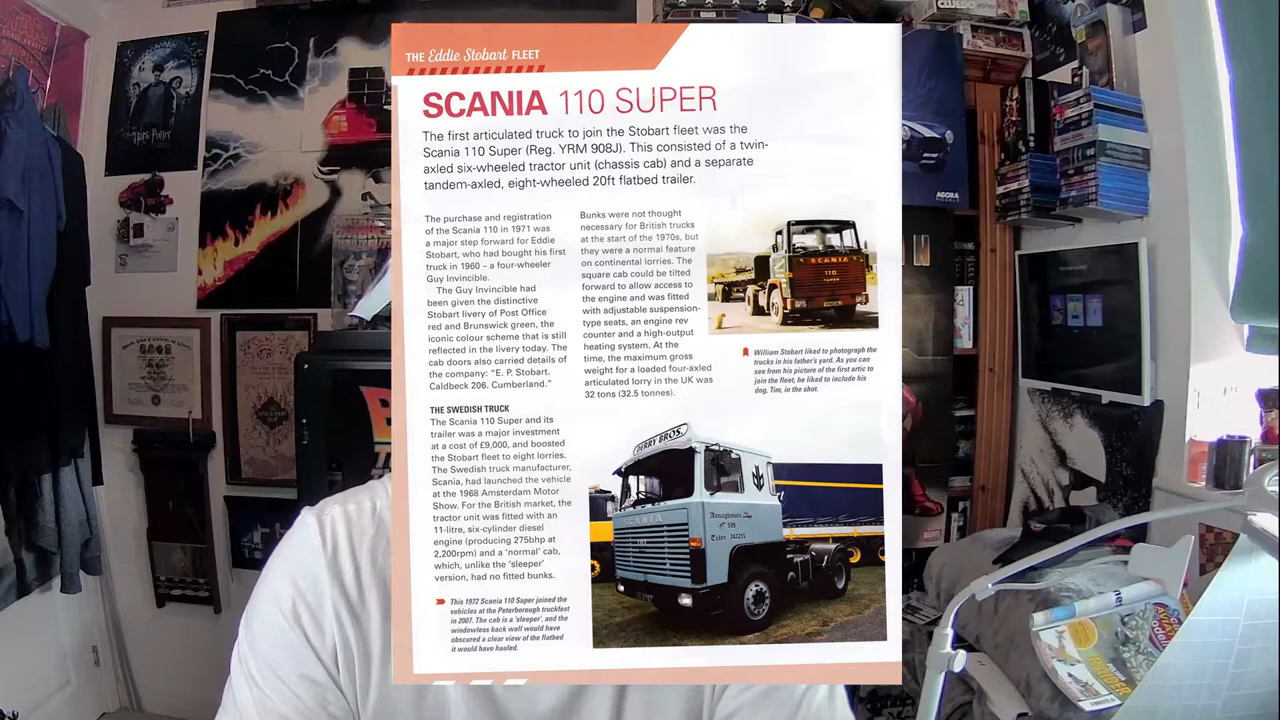 THE Eddie Stobart FLEET
SCANIA 110 SUPER
The first articulated truck to join the Stobart fleet was the
Scania 110 Super (Reg. YRM 908J). This consisted of a twin-
axled six-wheeled tractor unit (chassis cab) and a separate
tandem-axled, eight-wheeled 20ft flatbed trailer.
The purchase and registration
of the Scania 110 in 1971 was
a major step forward for Eddie
Stobart, who had bought his first
truck in 1960 – a four-wheeler
Guy Invincible.
The Guy Invincible had
been given the distinctive
Stobart livery of Post Office
red and Brunswick green, the
iconic colour scheme that is still
reflected in the livery today. The
cab doors also carried details of
the company: “E. P. Stobart.
Caldbeck 206. Cumberland.”
THE SWEDISH TRUCK
The Scania 110 Super and its
trailer was a major investment
at a cost of £9,000, and boosted
the Stobart fleet to eight lorries.
The Swedish truck manufacturer,
Scania, had launched the vehicle
at the 1968 Amsterdam Motor
Show. For the British market, the
tractor unit was fitted with an
11-litre, six-cylinder diesel
engine (producing 275bhp at
2,200rpm) and a ‘normal’ cab,
which, unlike the ‘sleeper’
version, had no fitted bunks.
This 1972 Scania 110 Super joined the
vehicles at the Peterborough truckfest
in 2007. The cab is a ‘sleeper’, and the
windowless back wall would have
obscured a clear view of the flatbed
it would have hauled.
Bunks were not thought
necessary for British trucks
at the start of the 1970s, but
they were a normal feature
on continental lorries. The
square cab could be tilted
forward to allow access to
the engine and was fitted
with adjustable suspension-
type seats, an engine rev
counter and a high-output
heating system. At the
time, the maximum gross
weight for a loaded four-axled
articulated lorry in the UK was
32 tons (32.5 tonnes).
SCANIA
110
SUPER
William Stobart liked to photograph the
trucks in his father’s yard. As you can
see from his picture of the first artic to
join the fleet, he liked to include his
dog, Tim, in the shot.
DERRY BROS.
SCANIA
Annaghmore
509
Telex 747255
Harry Potter
CLUEDO
AGORA
MODELS
MARVEL